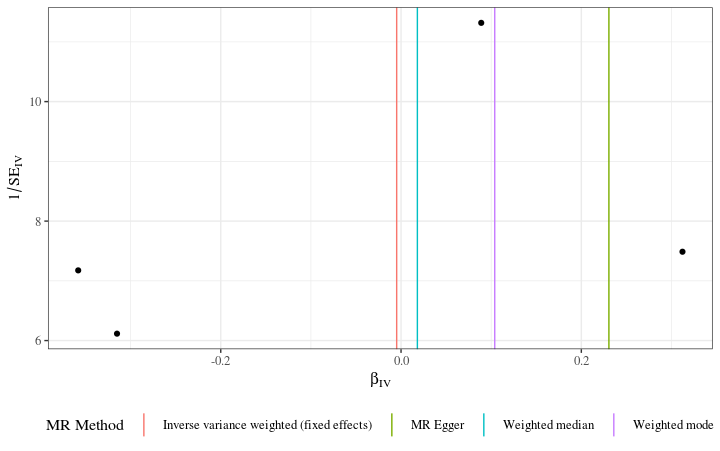 10
8
6
1/SE_IV
-0.2 0.0 0.2
β_IV
MR Method Inverse variance weighted (fixed effects) MR Egger Weighted median Weighted mode